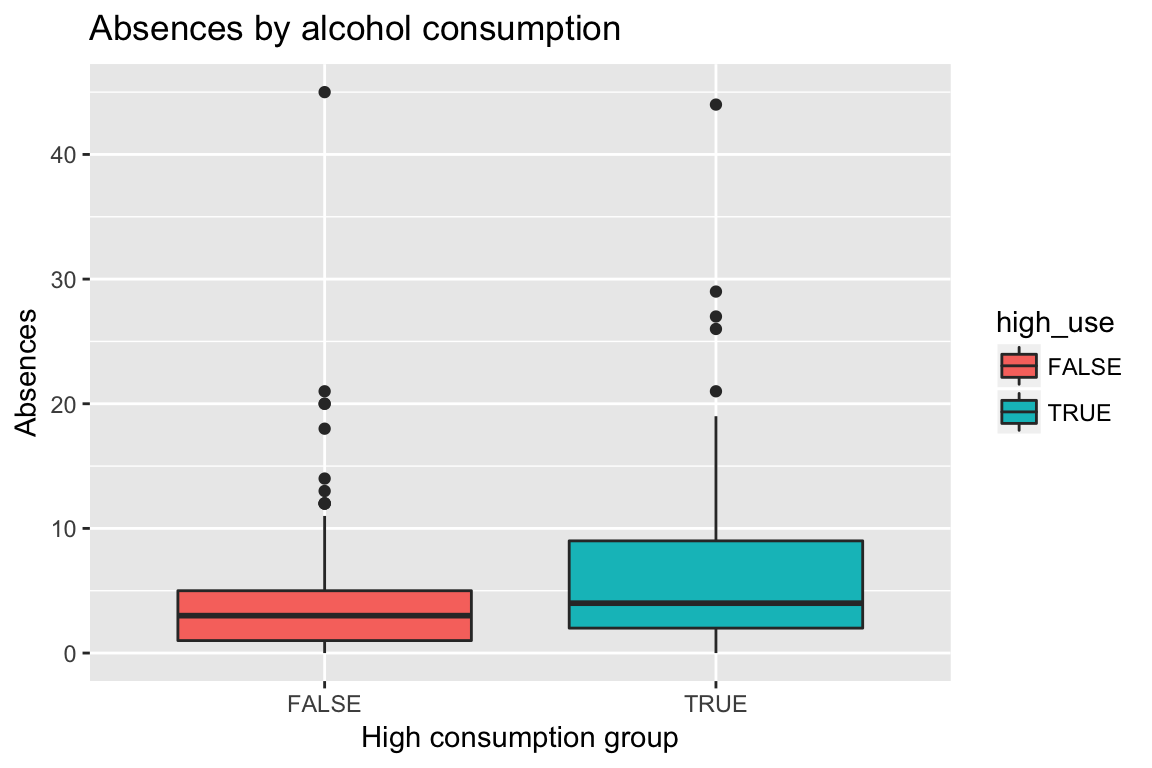 Absences by alcohol consumption
Absences
40
30
20
10
0
FALSE TRUE
High consumption group
high_use
FALSE
TRUE